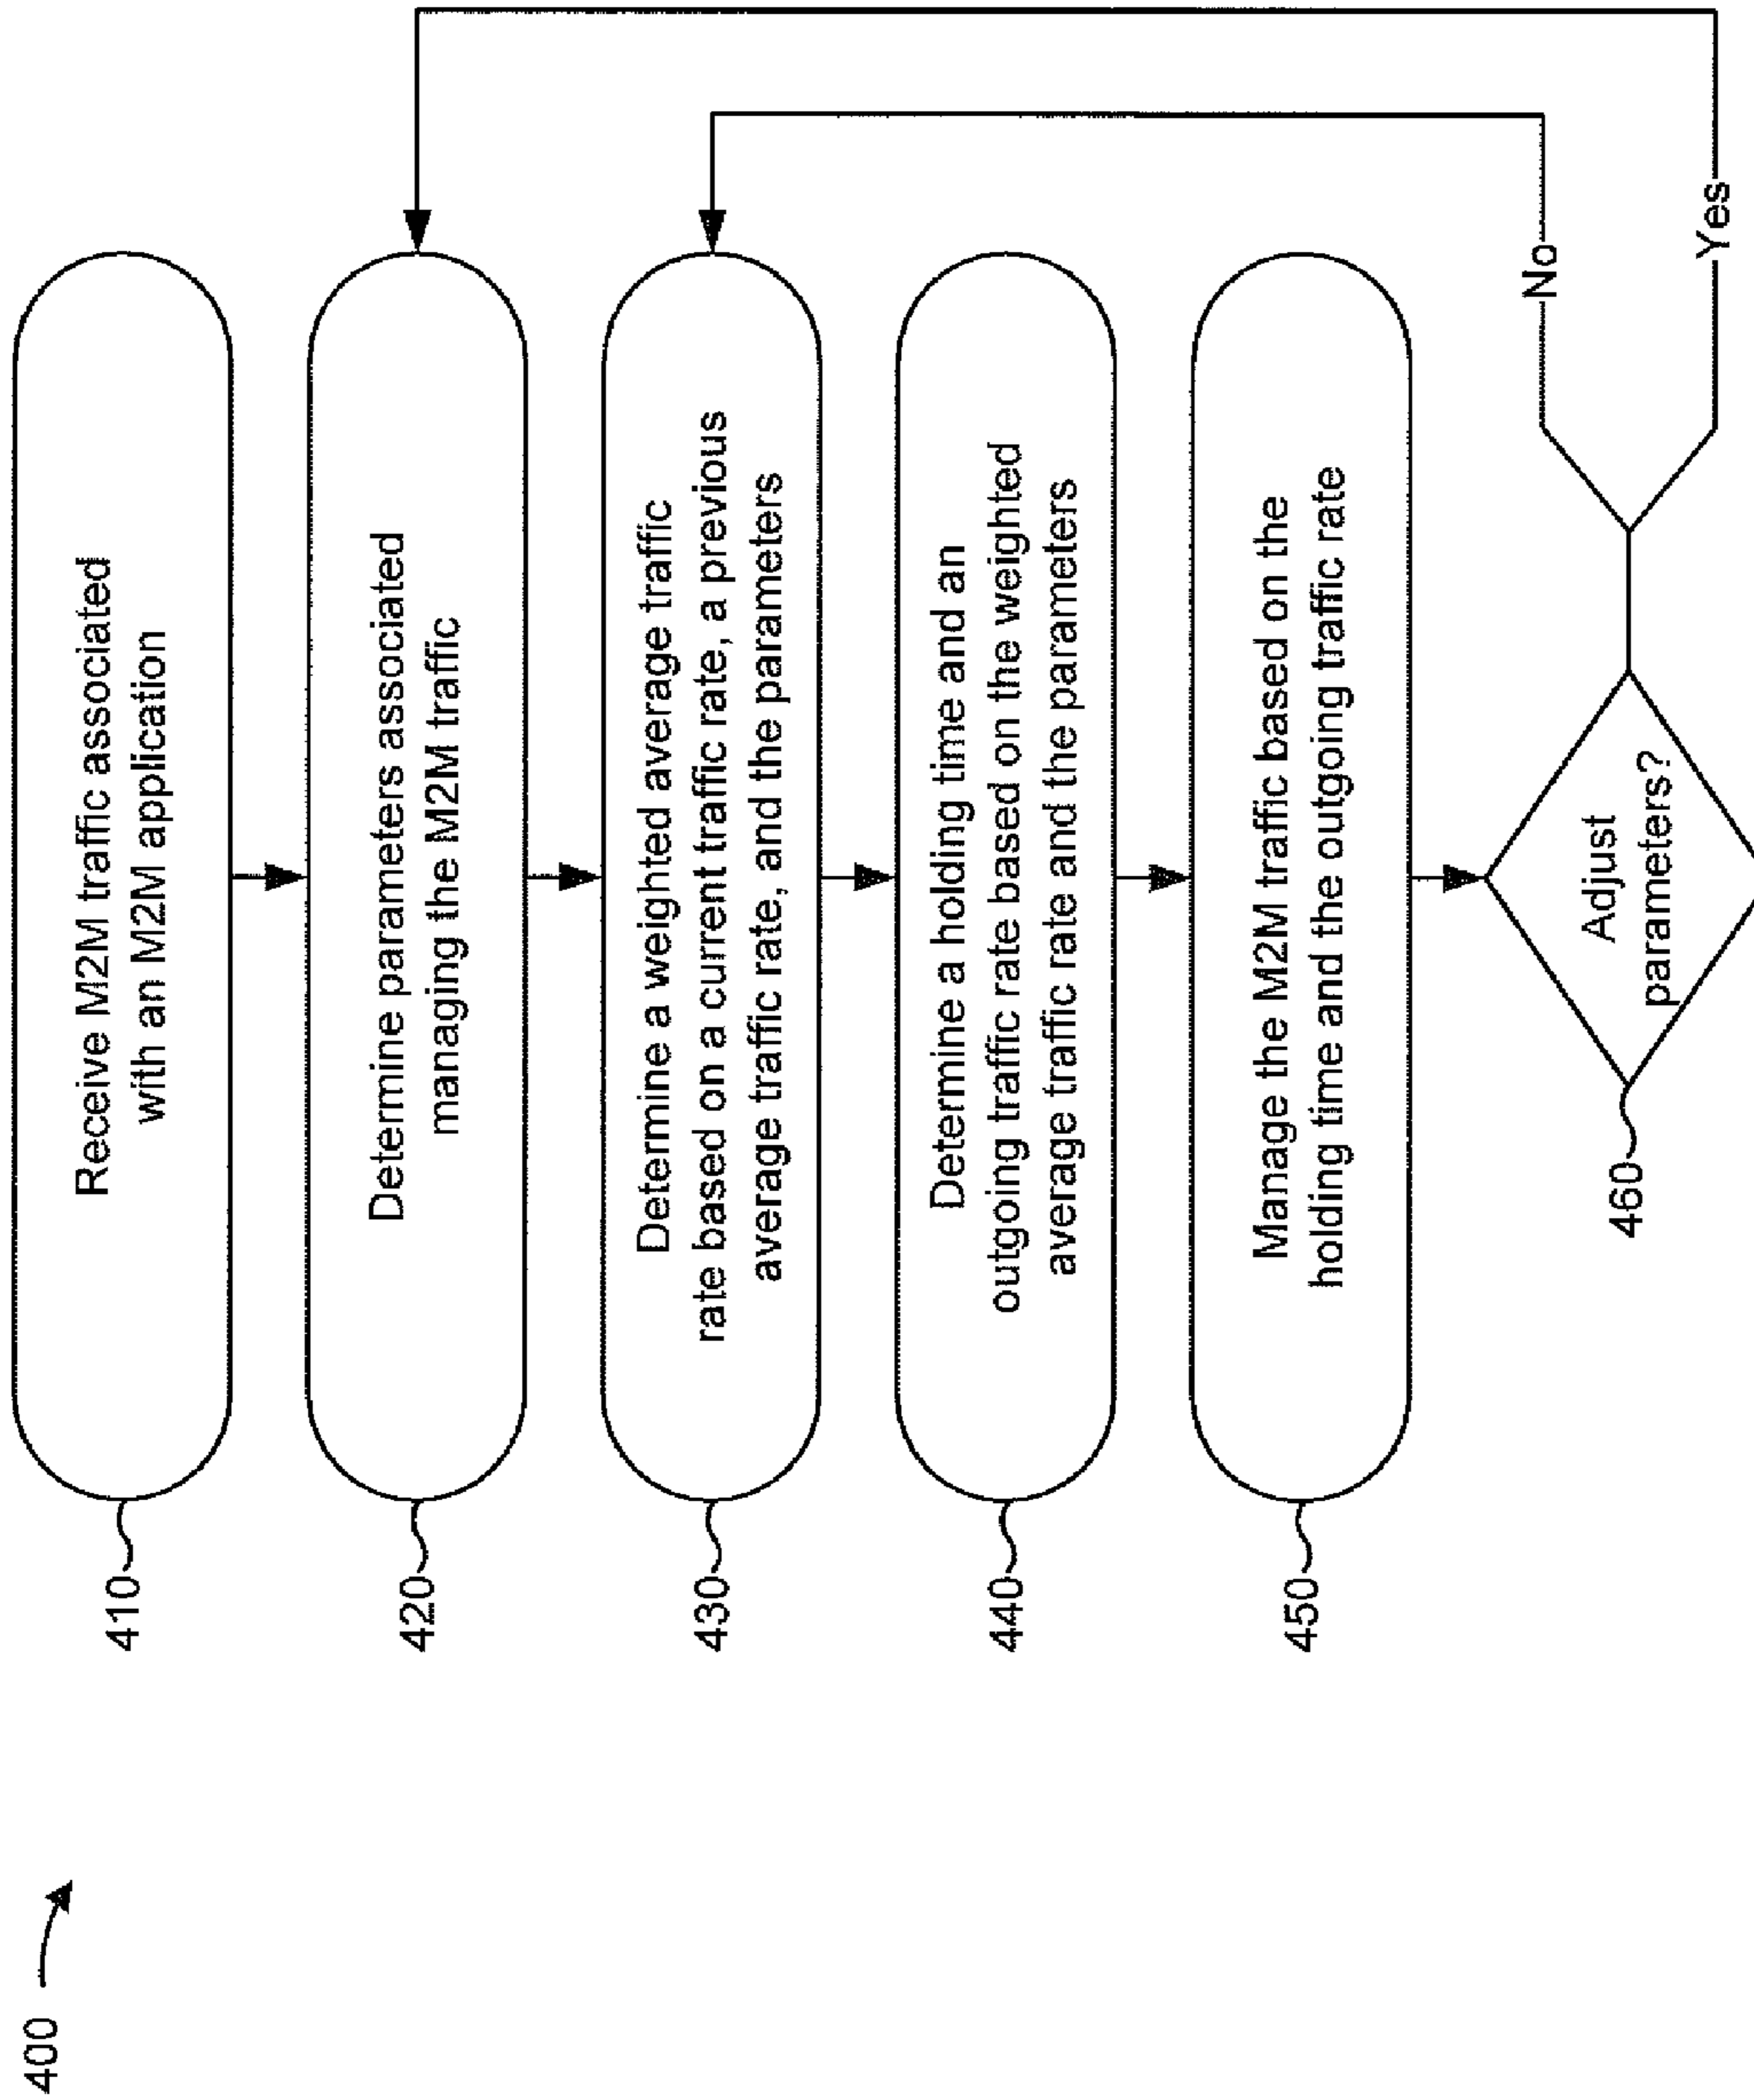 400
410
Receive M2M traffic associated
with an M2M application
420
Determine parameters associated
managing the M2M traffic
430
Determine a weighted average traffic
rate based on a current traffic rate, a previous
average traffic rate, and the parameters
440
Determine a holding time and an
outgoing traffic rate based on the weighted
average traffic rate and the parameters
450
Manage the M2M traffic based on the
holding time and the outgoing traffic rate
460
Adjust
parameters?
No
Yes